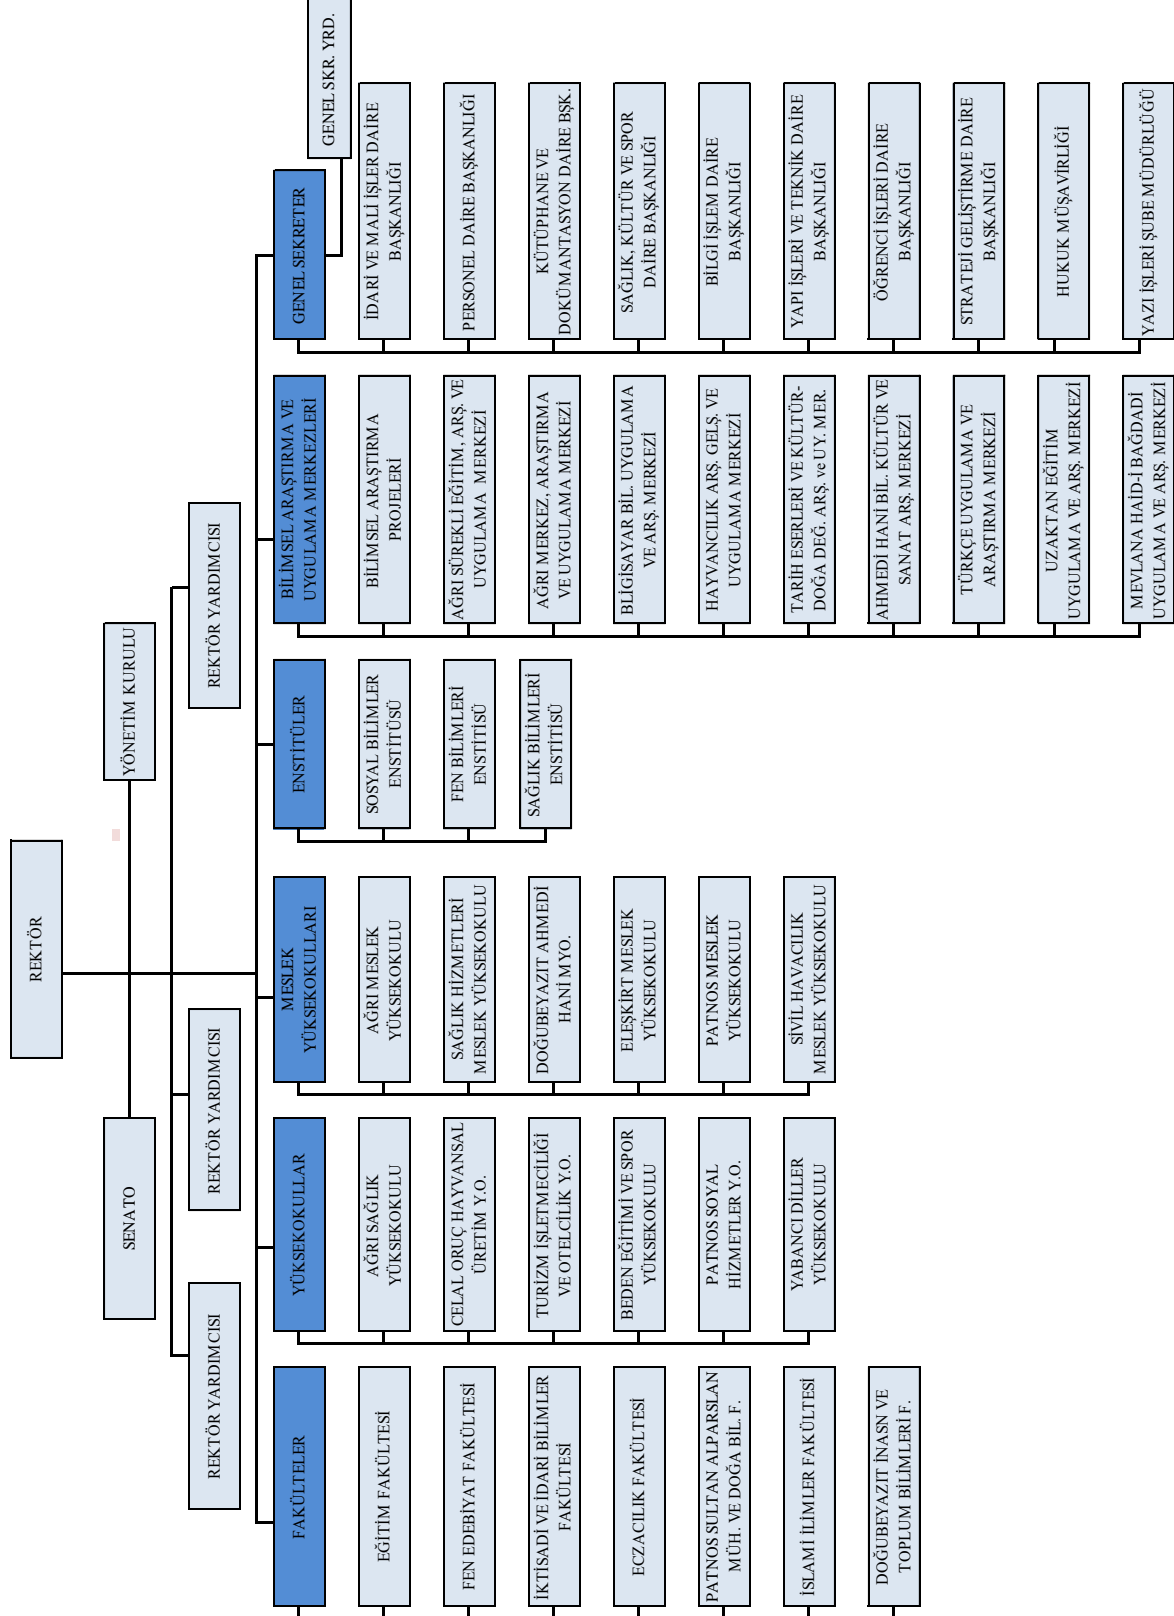 REKTÖR
SENATO
YÖNETİM KURULU
REKTÖR YARDIMCISI
REKTÖR YARDIMCISI
REKTÖR YARDIMCISI
FAKÜLTELER
EĞİTİM FAKÜLTESİ
FEN EDEBİYAT FAKÜLTESİ
İKTİSADİ VE İDARİ BİLİMLER
FAKÜLTESİ
ECZACILIK FAKÜLTESİ
PATNOS SULTAN ALPARSLAN
MÜH. VE DOĞA BİL. F.
İSLAMİ İLİMLER FAKÜLTESİ
DOĞUBEYAZIT İNASN VE
TOPLUM BİLİMLERİ F.
YÜKSEKOKULLAR
AĞRI SAĞLIK
YÜKSEKOKULU
CELAL ORUÇ HAYVANSAL
ÜRETİM Y.O.
TURİZM İŞLETMECİLİĞİ
VE OTELCİLİK Y.O.
BEDEN EĞİTİMİ VE SPOR
YÜKSEKOKULU
PATNOS SOYAL
HİZMETLER Y.O.
YABANCI DİLLER
YÜKSEKOKULU
MESLEK
YÜKSEKOKULLARI
AĞRI MESLEK
YÜKSEKOKULU
SAĞLIK HİZMETLERİ
MESLEK YÜKSEKOKULU
DOĞUBEYAZIT AHMEDİ
HANİ MYO.
ELEŞKİRT MESLEK
YÜKSEKOKULU
PATNOS MESLEK
YÜKSEKOKULU
SİVİL HAVACILIK
MESLEK YÜKSEKOKULU
ENSTİTÜLER
SOSYAL BİLİMLER
ENSTİTÜSÜ
FEN BİLİMLERİ
ENSTİTİSÜ
SAĞLIK BİLİMLERİ
ENSTİTİSÜ
BİLİMSEL ARAŞTIRMA VE
UYGULAMA MERKEZLERİ
BİLİMSEL ARAŞTIRMA
PROJELERİ
AĞRI SÜREKLİ EĞİTİM, ARŞ. VE
UYGULAMA MERKEZİ
AĞRI MERKEZ, ARAŞTIRMA
VE UYGULAMA MERKEZİ
BLİGİSAYAR BİL. UYGULAMA
VE ARŞ. MERKEZİ
HAYVANCILIK ARŞ. GELŞ. VE
UYGULAMA MERKEZİ
TARİH ESERLERİ VE KÜLTÜR-
DOĞA DEĞ. ARŞ. ve UY. MER.
AHMEDİ HANİ BİL. KÜLTÜR VE
SANAT ARŞ. MERKEZİ
TÜRKÇE UYGULAMA VE
ARAŞTIRMA MERKEZİ
UZAKTAN EĞİTİM
UYGULAMA VE ARŞ. MERKEZİ
MEVLANA HAİD-İ BAĞDADİ
UYGULAMA VE ARŞ. MERKEZİ
GENEL SEKRETER
GENEL SKR. YRD.
İDARİ VE MALİ İŞLER DAİRE
BAŞKANLIĞI
PERSONEL DAİRE BAŞKANLIĞI
KÜTÜPHANE VE
DOKÜMANTASYON DAİRE BŞK.
SAĞLIK, KÜLTÜR VE SPOR
DAİRE BAŞKANLIĞI
BİLGİ İŞLEM DAİRE
BAŞKANLIĞI
YAPI İŞLERİ VE TEKNİK DAİRE
BAŞKANLIĞI
ÖĞRENCİ İŞLERİ DAİRE
BAŞKANLIĞI
STRATEJİ GELİŞTİRME DAİRE
BAŞKANLIĞI
HUKUK MÜŞAVİRLİĞİ
YAZI İŞLERİ ŞUBE MÜDÜRLÜĞÜ